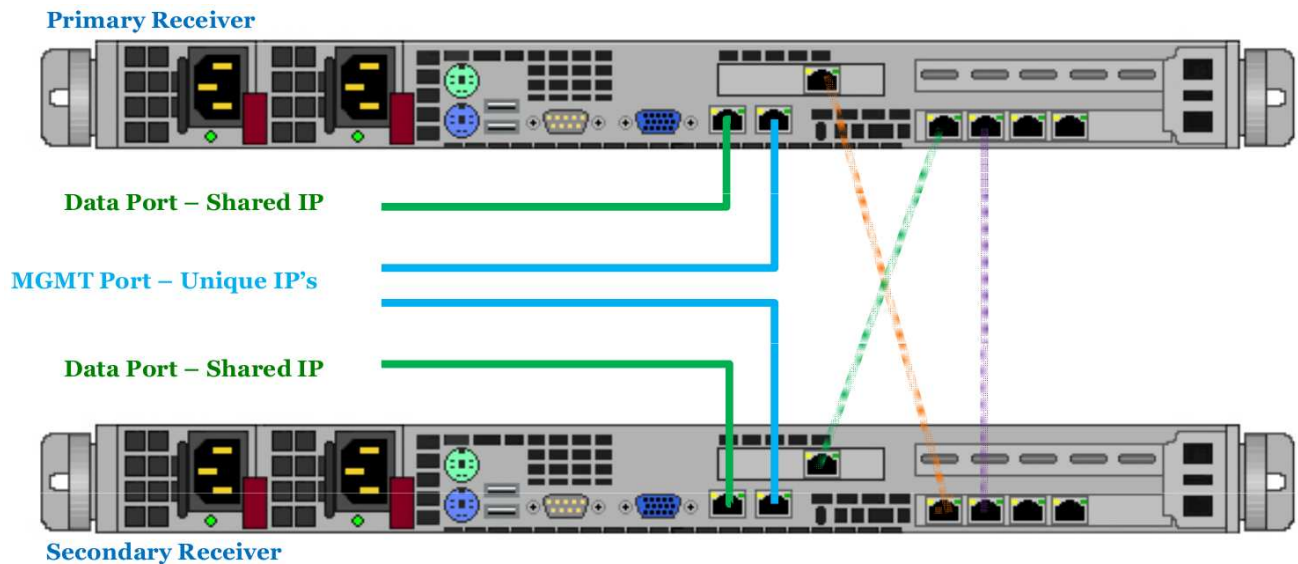 Primary Receiver
Data Port – Shared IP
MGMT Port – Unique IP’s
Data Port – Shared IP
Secondary Receiver